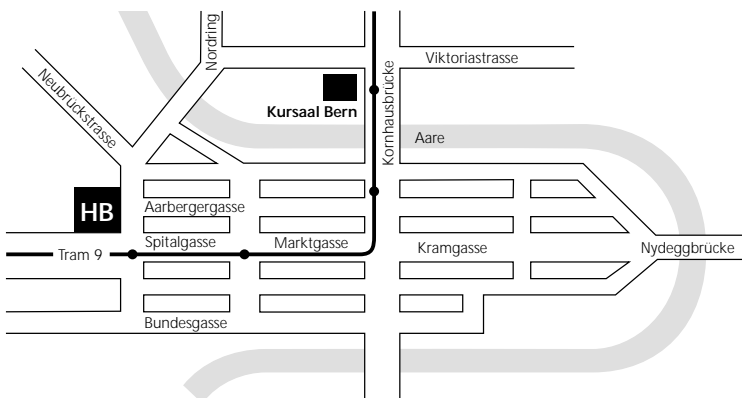 Nordring
Viktoriastrasse
Neubrückstrasse
Kursaal Bern
Kornhausbrücke
Aare
HB
Aarbergergasse
Spitalgasse
Marktgasse
Kramgasse
Nydeggbrücke
Tram 9
Bundesgasse